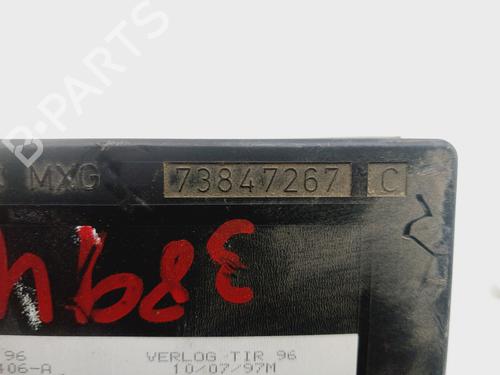 MXG 73847267 C
96 VERLOG TIR 96
406-A 10/07/97M
B-PARTS